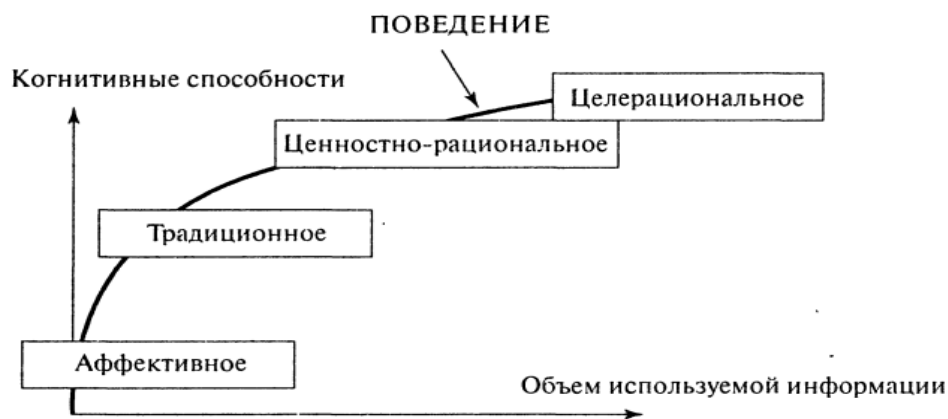 ПОВЕДЕНИЕ
Когнитивные способности
Целерациональное
Ценностно-рациональное
Традиционное
Аффективное
Объем используемой информации